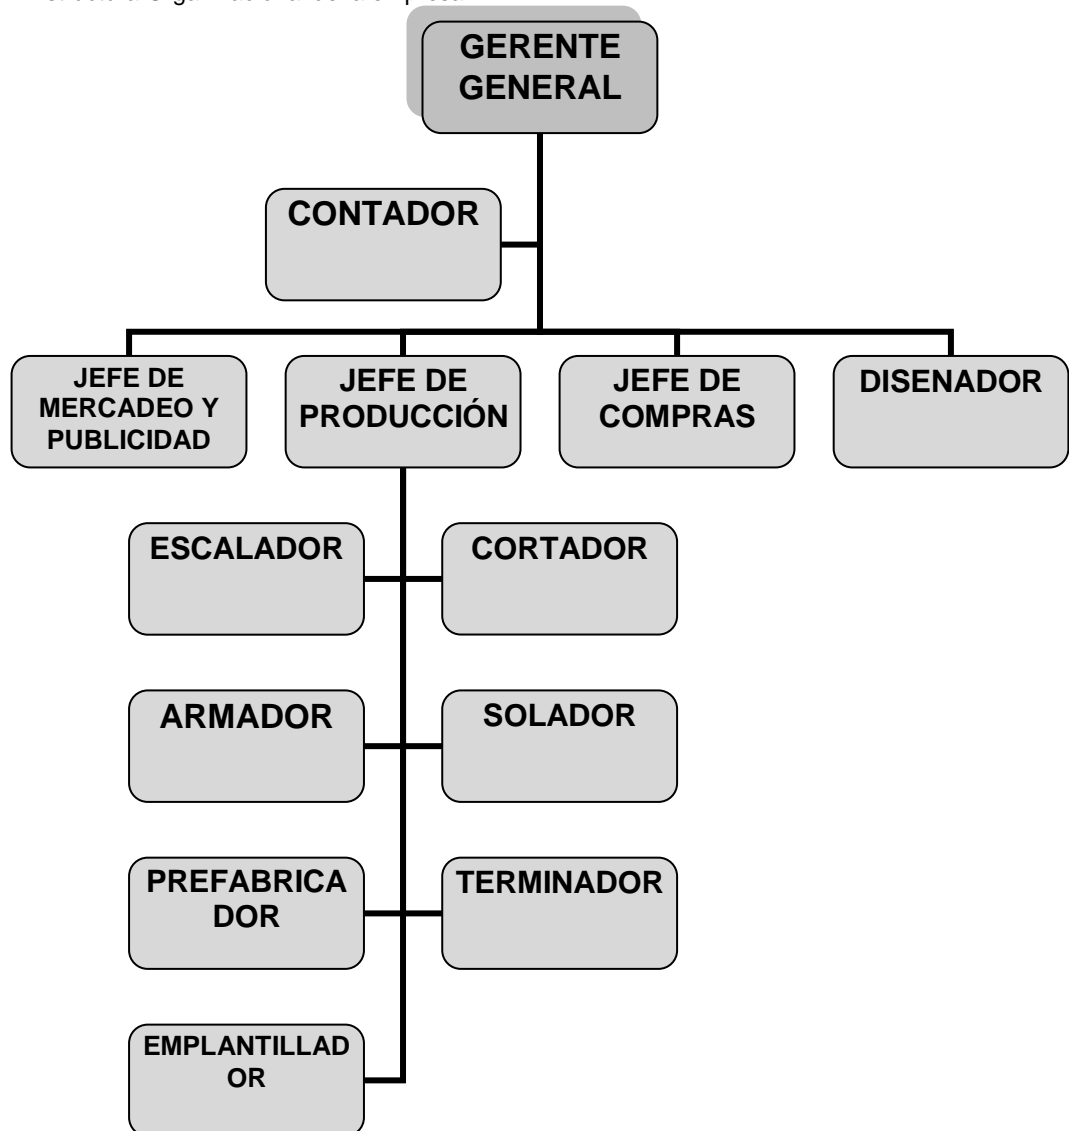 GERENTE
GENERAL
CONTADOR
JEFE DE
MERCADEO Y
PUBLICIDAD
JEFE DE
PRODUCCIÓN
JEFE DE
COMPRAS
DISENADOR
ESCALADOR
CORTADOR
ARMADOR
SOLADOR
PREFABRICA
DOR
TERMINADOR
EMPLANTILLAD
OR